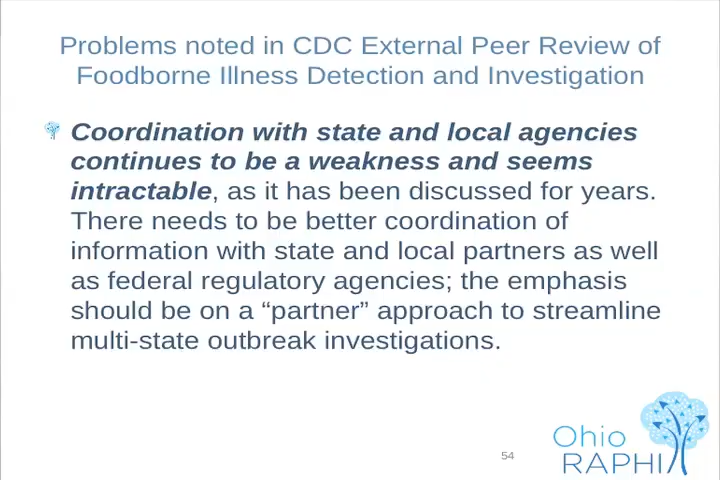 Problems noted in CDC External Peer Review of
Foodborne Illness Detection and Investigation
Coordination with state and local agencies
continues to be a weakness and seems
intractable, as it has been discussed for years.
There needs to be better coordination of
information with state and local partners as well
as federal regulatory agencies; the emphasis
should be on a “partner” approach to streamline
multi-state outbreak investigations.
54
Ohio
RAPHI